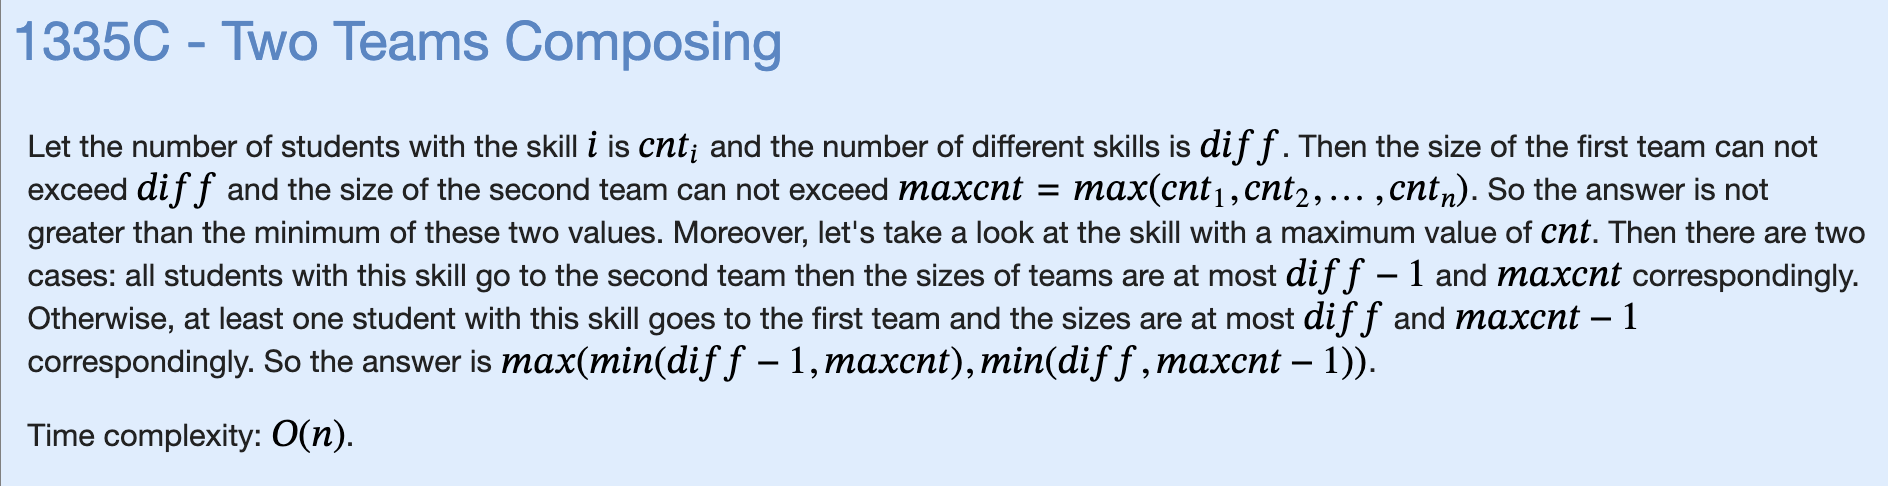 1335C - Two Teams Composing
Let the number of students with the skill i is cntᵢ and the number of different skills is diff. Then the size of the first team can not
exceed diff and the size of the second team can not exceed maxcnt = max(cnt₁, cnt₂, … , cntₙ). So the answer is not
greater than the minimum of these two values. Moreover, let's take a look at the skill with a maximum value of cnt. Then there are two
cases: all students with this skill go to the second team then the sizes of teams are at most diff − 1 and maxcnt correspondingly.
Otherwise, at least one student with this skill goes to the first team and the sizes are at most diff and maxcnt − 1
correspondingly. So the answer is max(min(diff − 1, maxcnt), min(diff, maxcnt − 1)).
Time complexity: O(n).